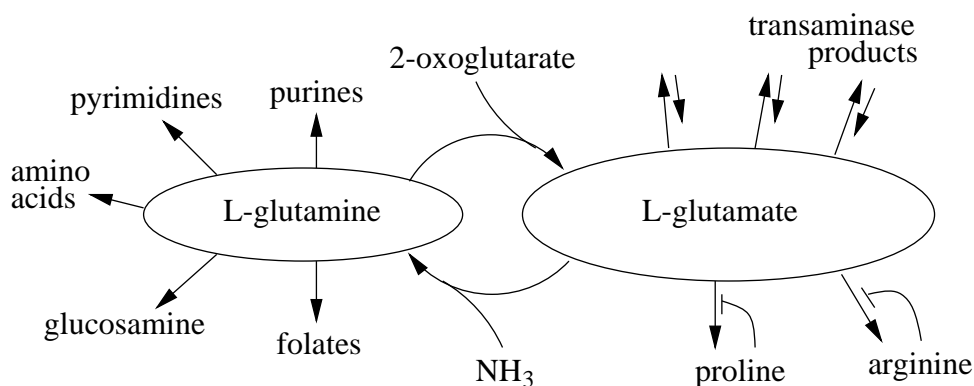 transaminase
products
2-oxoglutarate
pyrimidines
purines
amino
acids
L-glutamine
L-glutamate
glucosamine
folates
NH₃
proline
arginine